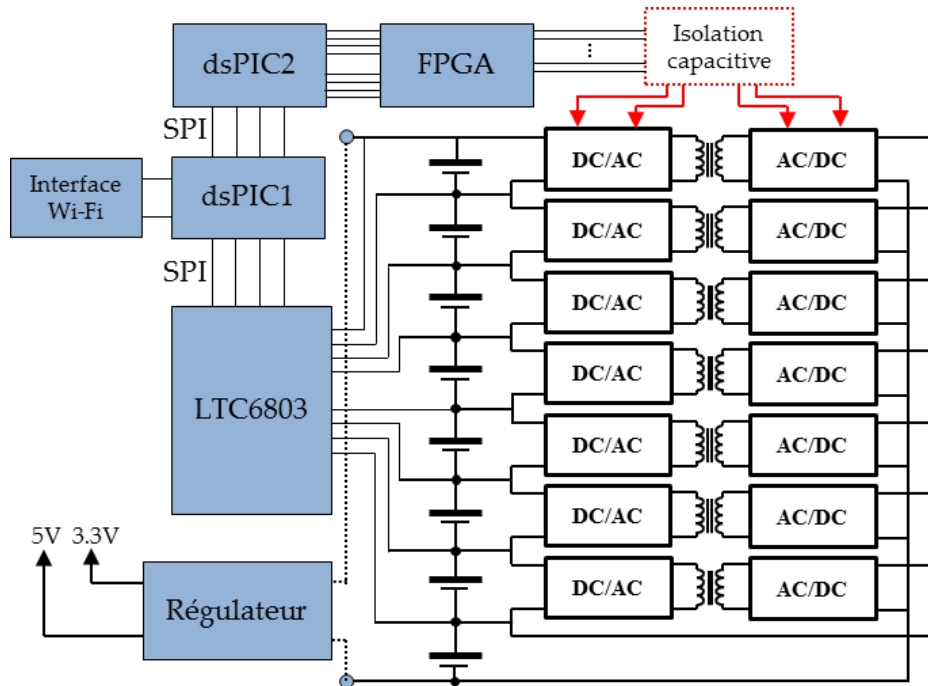 dsPIC2
FPGA
Isolation
capacitive
SPI
Interface
Wi-Fi
dsPIC1
SPI
LTC6803
5V 3.3V
Régulateur
DC/AC
AC/DC
DC/AC
AC/DC
DC/AC
AC/DC
DC/AC
AC/DC
DC/AC
AC/DC
DC/AC
AC/DC
DC/AC
AC/DC